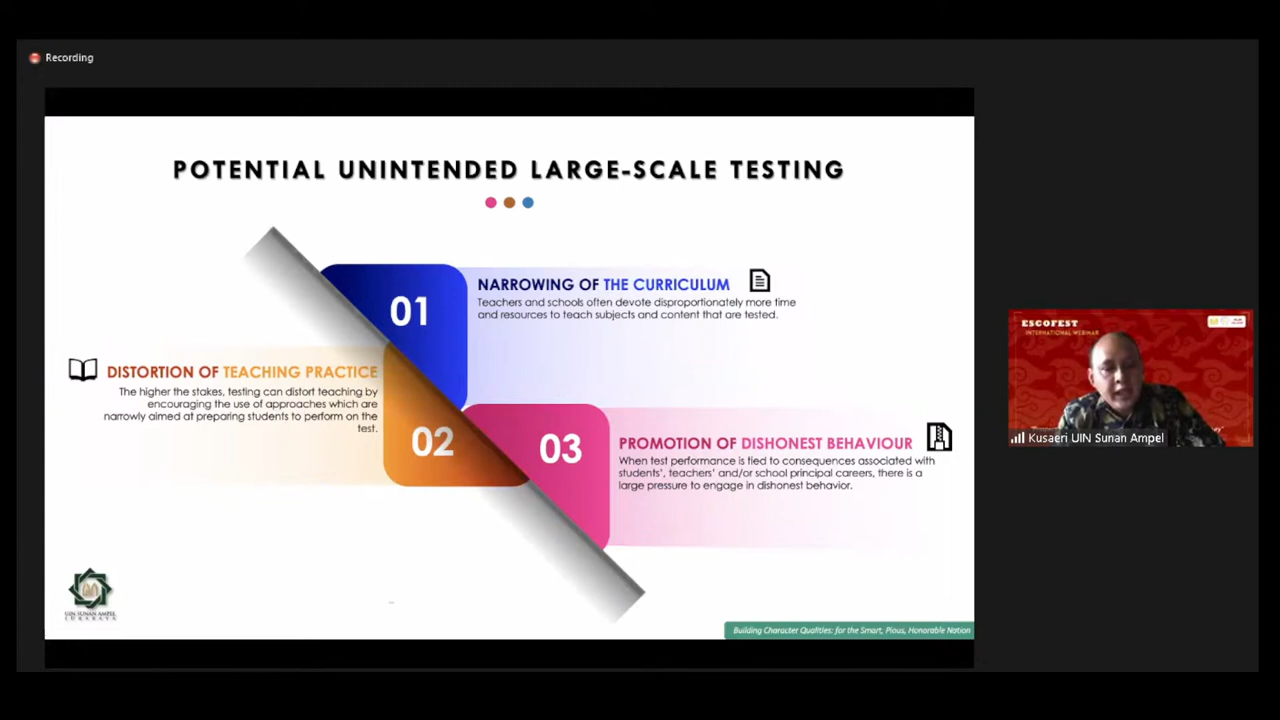 Recording
POTENTIAL UNINTENDED LARGE-SCALE TESTING
01
NARROWING OF THE CURRICULUM
Teachers and schools often devote disproportionately more time
and resources to teach subjects and content that are tested.
DISTORTION OF TEACHING PRACTICE
The higher the stakes, testing can distort teaching by
encouraging the use of approaches which are
narrowly aimed at preparing students to perform on the
test.
02
03
PROMOTION OF DISHONEST BEHAVIOUR
When test performance is tied to consequences associated with
students', teachers' and/or school principal careers, there is a
large pressure to engage in dishonest behavior.
UIN SUNAN AMPEL
SURABAYA
Building Character Qualities: for the Smart, Pious, Honorable Nation
ESCOFEST
INTERNATIONAL WEBINAR
Kusaeri UIN Sunan Ampel